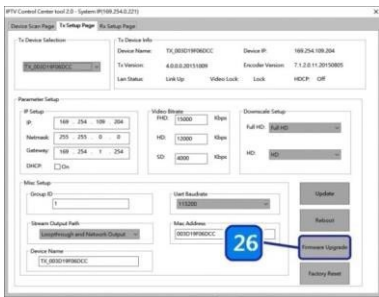 IPTV Control Center tool 2.0 - System IP(169.254.0.221)
Device Scan Page Tx Setup Page Rx Setup Page
Tx Device Selection
TX_003D19F06DCC
Tx Device Info
Device Name: TX_003D19F06DCC Device IP: 169.254.109.204
Tx Version: 4.0.0.0.20151009 Encoder Version: 7.1.2.0.11.20150805
Lan Status Link Up: Video Lock: Lock HDCP: Off
Parameter Setup
IP Setup
IP: 169 . 254 . 109 . 204
Netmask: 255 . 255 . 0 . 0
Gateway: 169 . 254 . 1 . 254
DHCP: On
Video Bitrate
FHD: 15000 Kbps
HD: 12000 Kbps
SD: 4000 Kbps
Downscale Setup
Full HD: Full HD
HD: HD
Misc Setup
Group ID
1
Uart Baudrate
115200
Stream Output Path
Loopthrough and Network Output
Mac Address
003D19F06DCC
Device Name
TX_003D19F06DCC
Update
Reboot
26
Firmware Upgrade
Factory Reset